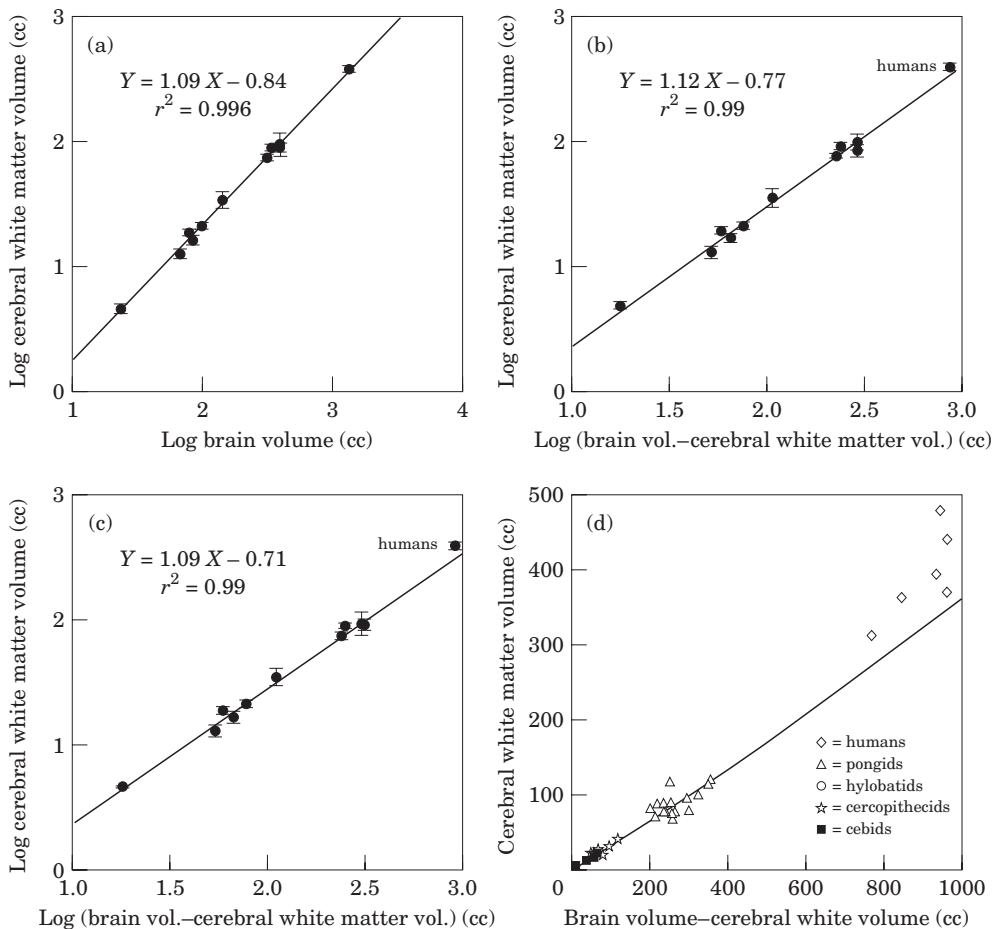 (a)
Y = 1.09 X – 0.84
r² = 0.996
Log cerebral white matter volume (cc)
3
2
1
0
1
2
3
4
Log brain volume (cc)
(b)
humans
Y = 1.12 X – 0.77
r² = 0.99
Log cerebral white matter volume (cc)
3
2
1
0
1.0
1.5
2.0
2.5
3.0
Log (brain vol.–cerebral white matter vol.) (cc)
(c)
humans
Y = 1.09 X – 0.71
r² = 0.99
Log cerebral white matter volume (cc)
3
2
1
0
1.0
1.5
2.0
2.5
3.0
Log (brain vol.–cerebral white matter vol.) (cc)
(d)
Cerebral white matter volume (cc)
500
400
300
200
100
0
200
400
600
800
1000
= humans
= pongids
= hylobatids
= cercopithecids
= cebids
Brain volume–cerebral white volume (cc)